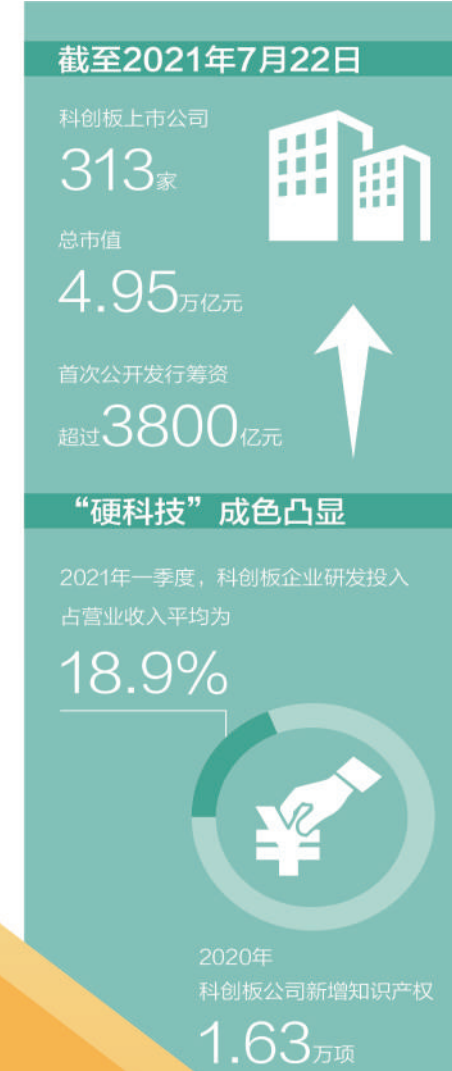 截至2021年7月22日
科创板上市公司
313家
总市值
4.95万亿元
首次公开发行筹资
超过3800亿元
“硬科技”成色凸显
2021年一季度，科创板企业研发投入
占营业收入平均为
18.9%
¥
2020年
科创板公司新增知识产权
1.63万项